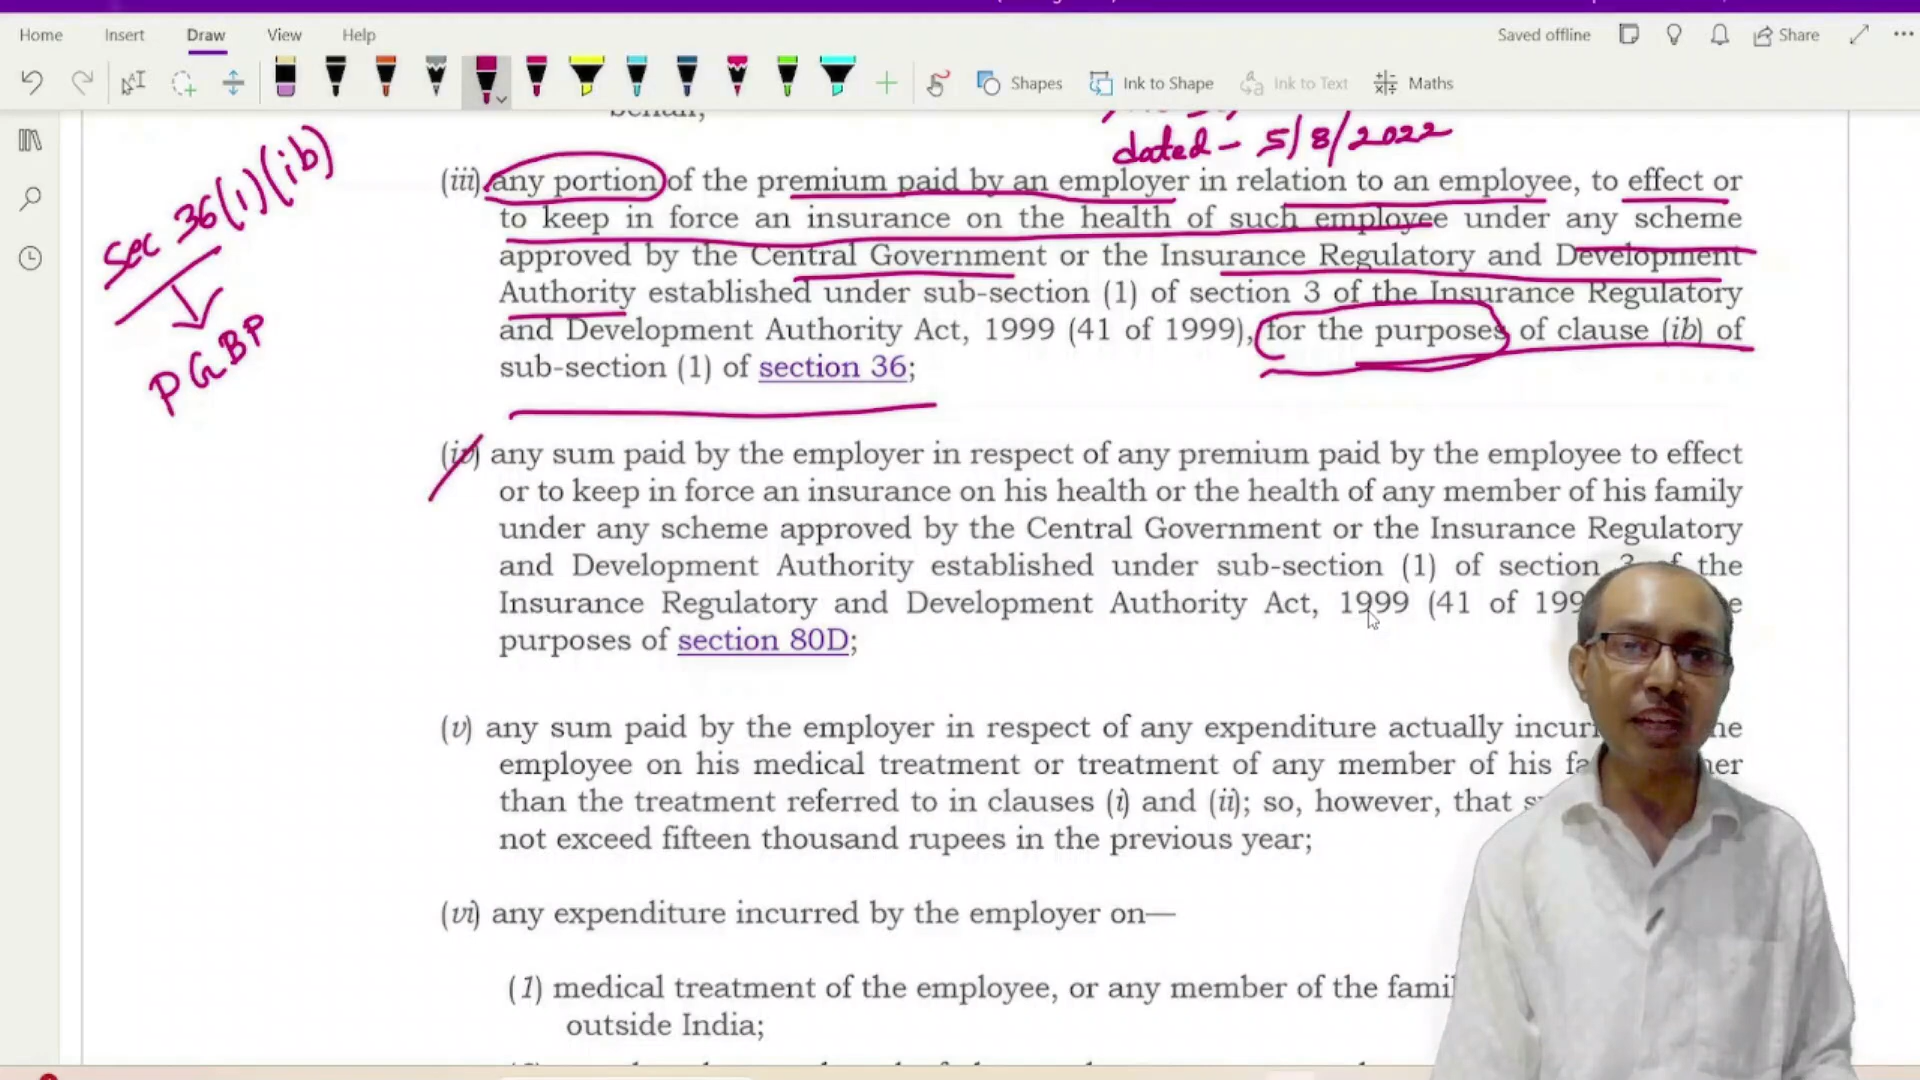 Home Insert Draw View Help Saved offline Share
Shapes Ink to Shape Ink to Text Maths
dated - 5/8/2022
Sec 36(1)(ib)
PGBP
(iii) any portion of the premium paid by an employer in relation to an employee, to effect or
to keep in force an insurance on the health of such employee under any scheme
approved by the Central Government or the Insurance Regulatory and Development
Authority established under sub-section (1) of section 3 of the Insurance Regulatory
and Development Authority Act, 1999 (41 of 1999), for the purposes of clause (ib) of
sub-section (1) of section 36;
(iv) any sum paid by the employer in respect of any premium paid by the employee to effect
or to keep in force an insurance on his health or the health of any member of his family
under any scheme approved by the Central Government or the Insurance Regulatory
and Development Authority established under sub-section (1) of section the
Insurance Regulatory and Development Authority Act, 1999 (41 of
purposes of section 80D;
(v) any sum paid by the employer in respect of any expenditure actually
employee on his medical treatment or treatment of any member of his
than the treatment referred to in clauses (i) and (ii); so, however, that
not exceed fifteen thousand rupees in the previous year;
(vi) any expenditure incurred by the employer on—
(1) medical treatment of the employee, or any member of the
outside India;